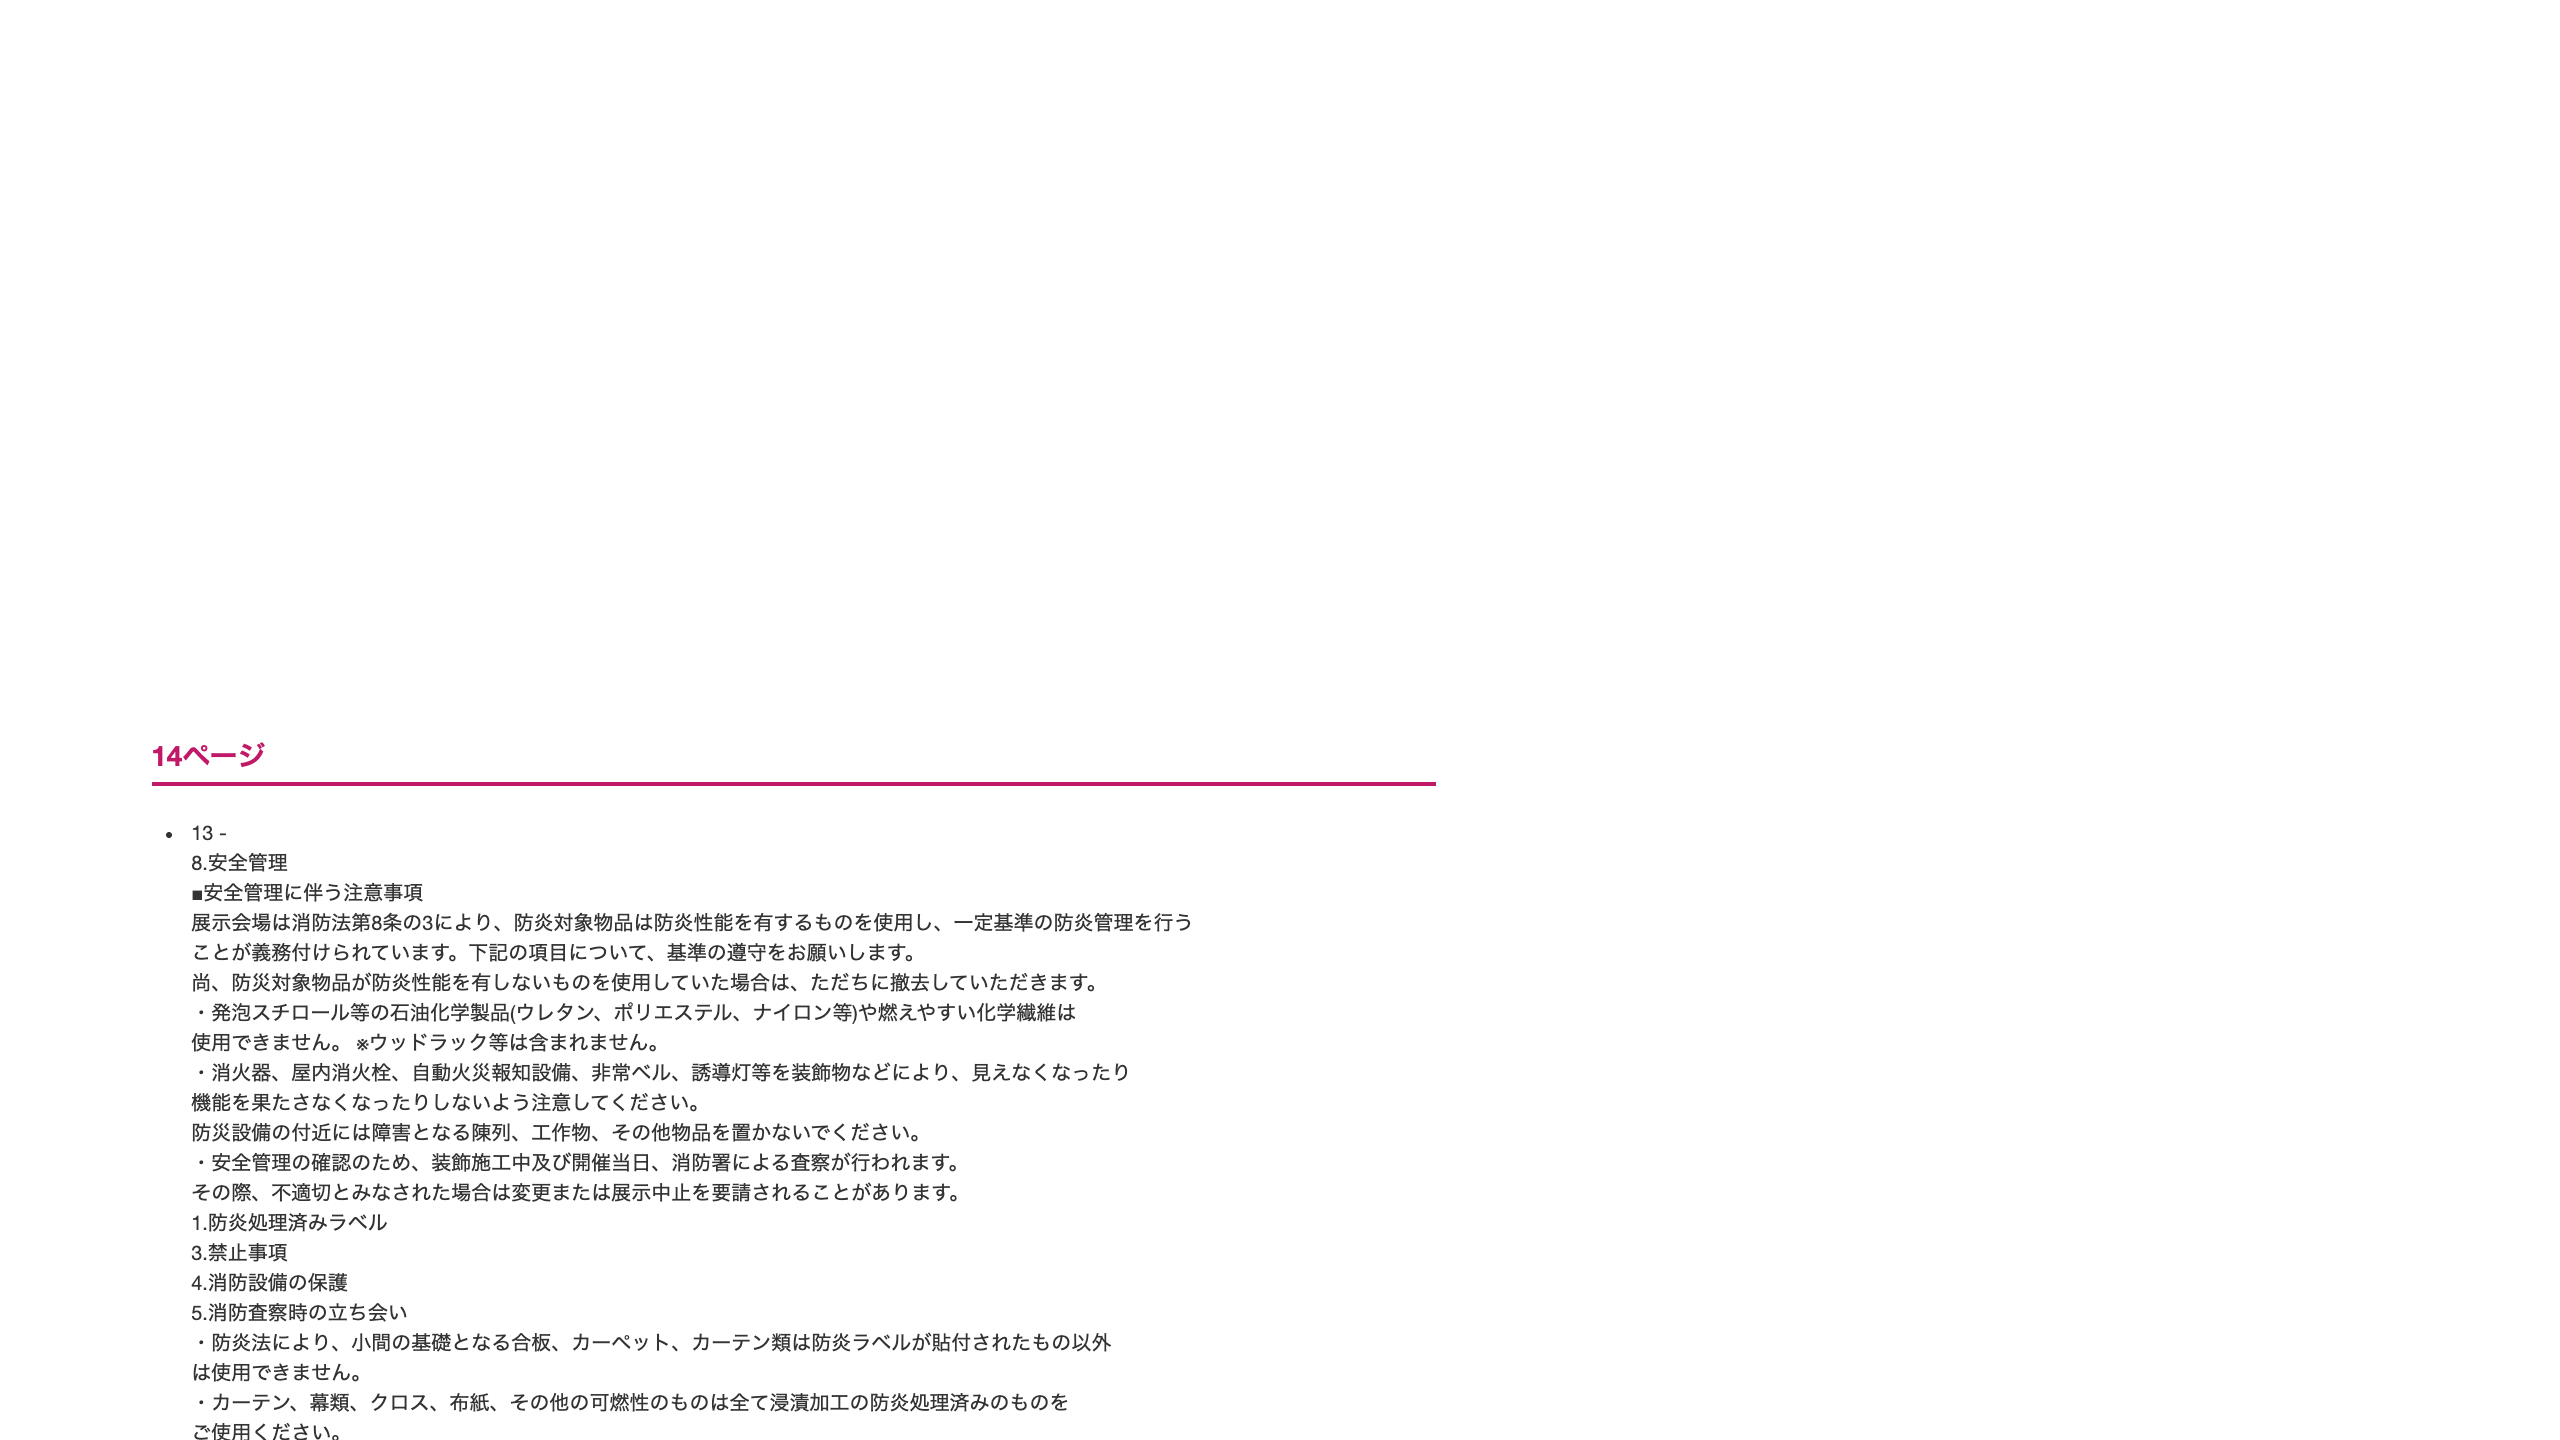 14ページ
• 13 -
8.安全管理
■安全管理に伴う注意事項
展示会場は消防法第8条の3により、防炎対象物品は防炎性能を有するものを使用し、一定基準の防炎管理を行う
ことが義務付けられています。下記の項目について、基準の遵守をお願いします。
尚、防災対象物品が防炎性能を有しないものを使用していた場合は、ただちに撤去していただきます。
・発泡スチロール等の石油化学製品(ウレタン、ポリエステル、ナイロン等)や燃えやすい化学繊維は
使用できません。 ※ウッドラック等は含まれません。
・消火器、屋内消火栓、自動火災報知設備、非常ベル、誘導灯等を装飾物などにより、見えなくなったり
機能を果たさなくなったりしないよう注意してください。
防災設備の付近には障害となる陳列、工作物、その他物品を置かないでください。
・安全管理の確認のため、装飾施工中及び開催当日、消防署による査察が行われます。
その際、不適切とみなされた場合は変更または展示中止を要請されることがあります。
1.防炎処理済みラベル
3.禁止事項
4.消防設備の保護
5.消防査察時の立ち会い
・防炎法により、小間の基礎となる合板、カーペット、カーテン類は防炎ラベルが貼付されたもの以外
は使用できません。
・カーテン、幕類、クロス、布紙、その他の可燃性のものは全て浸漬加工の防炎処理済みのものを
ご使用ください。